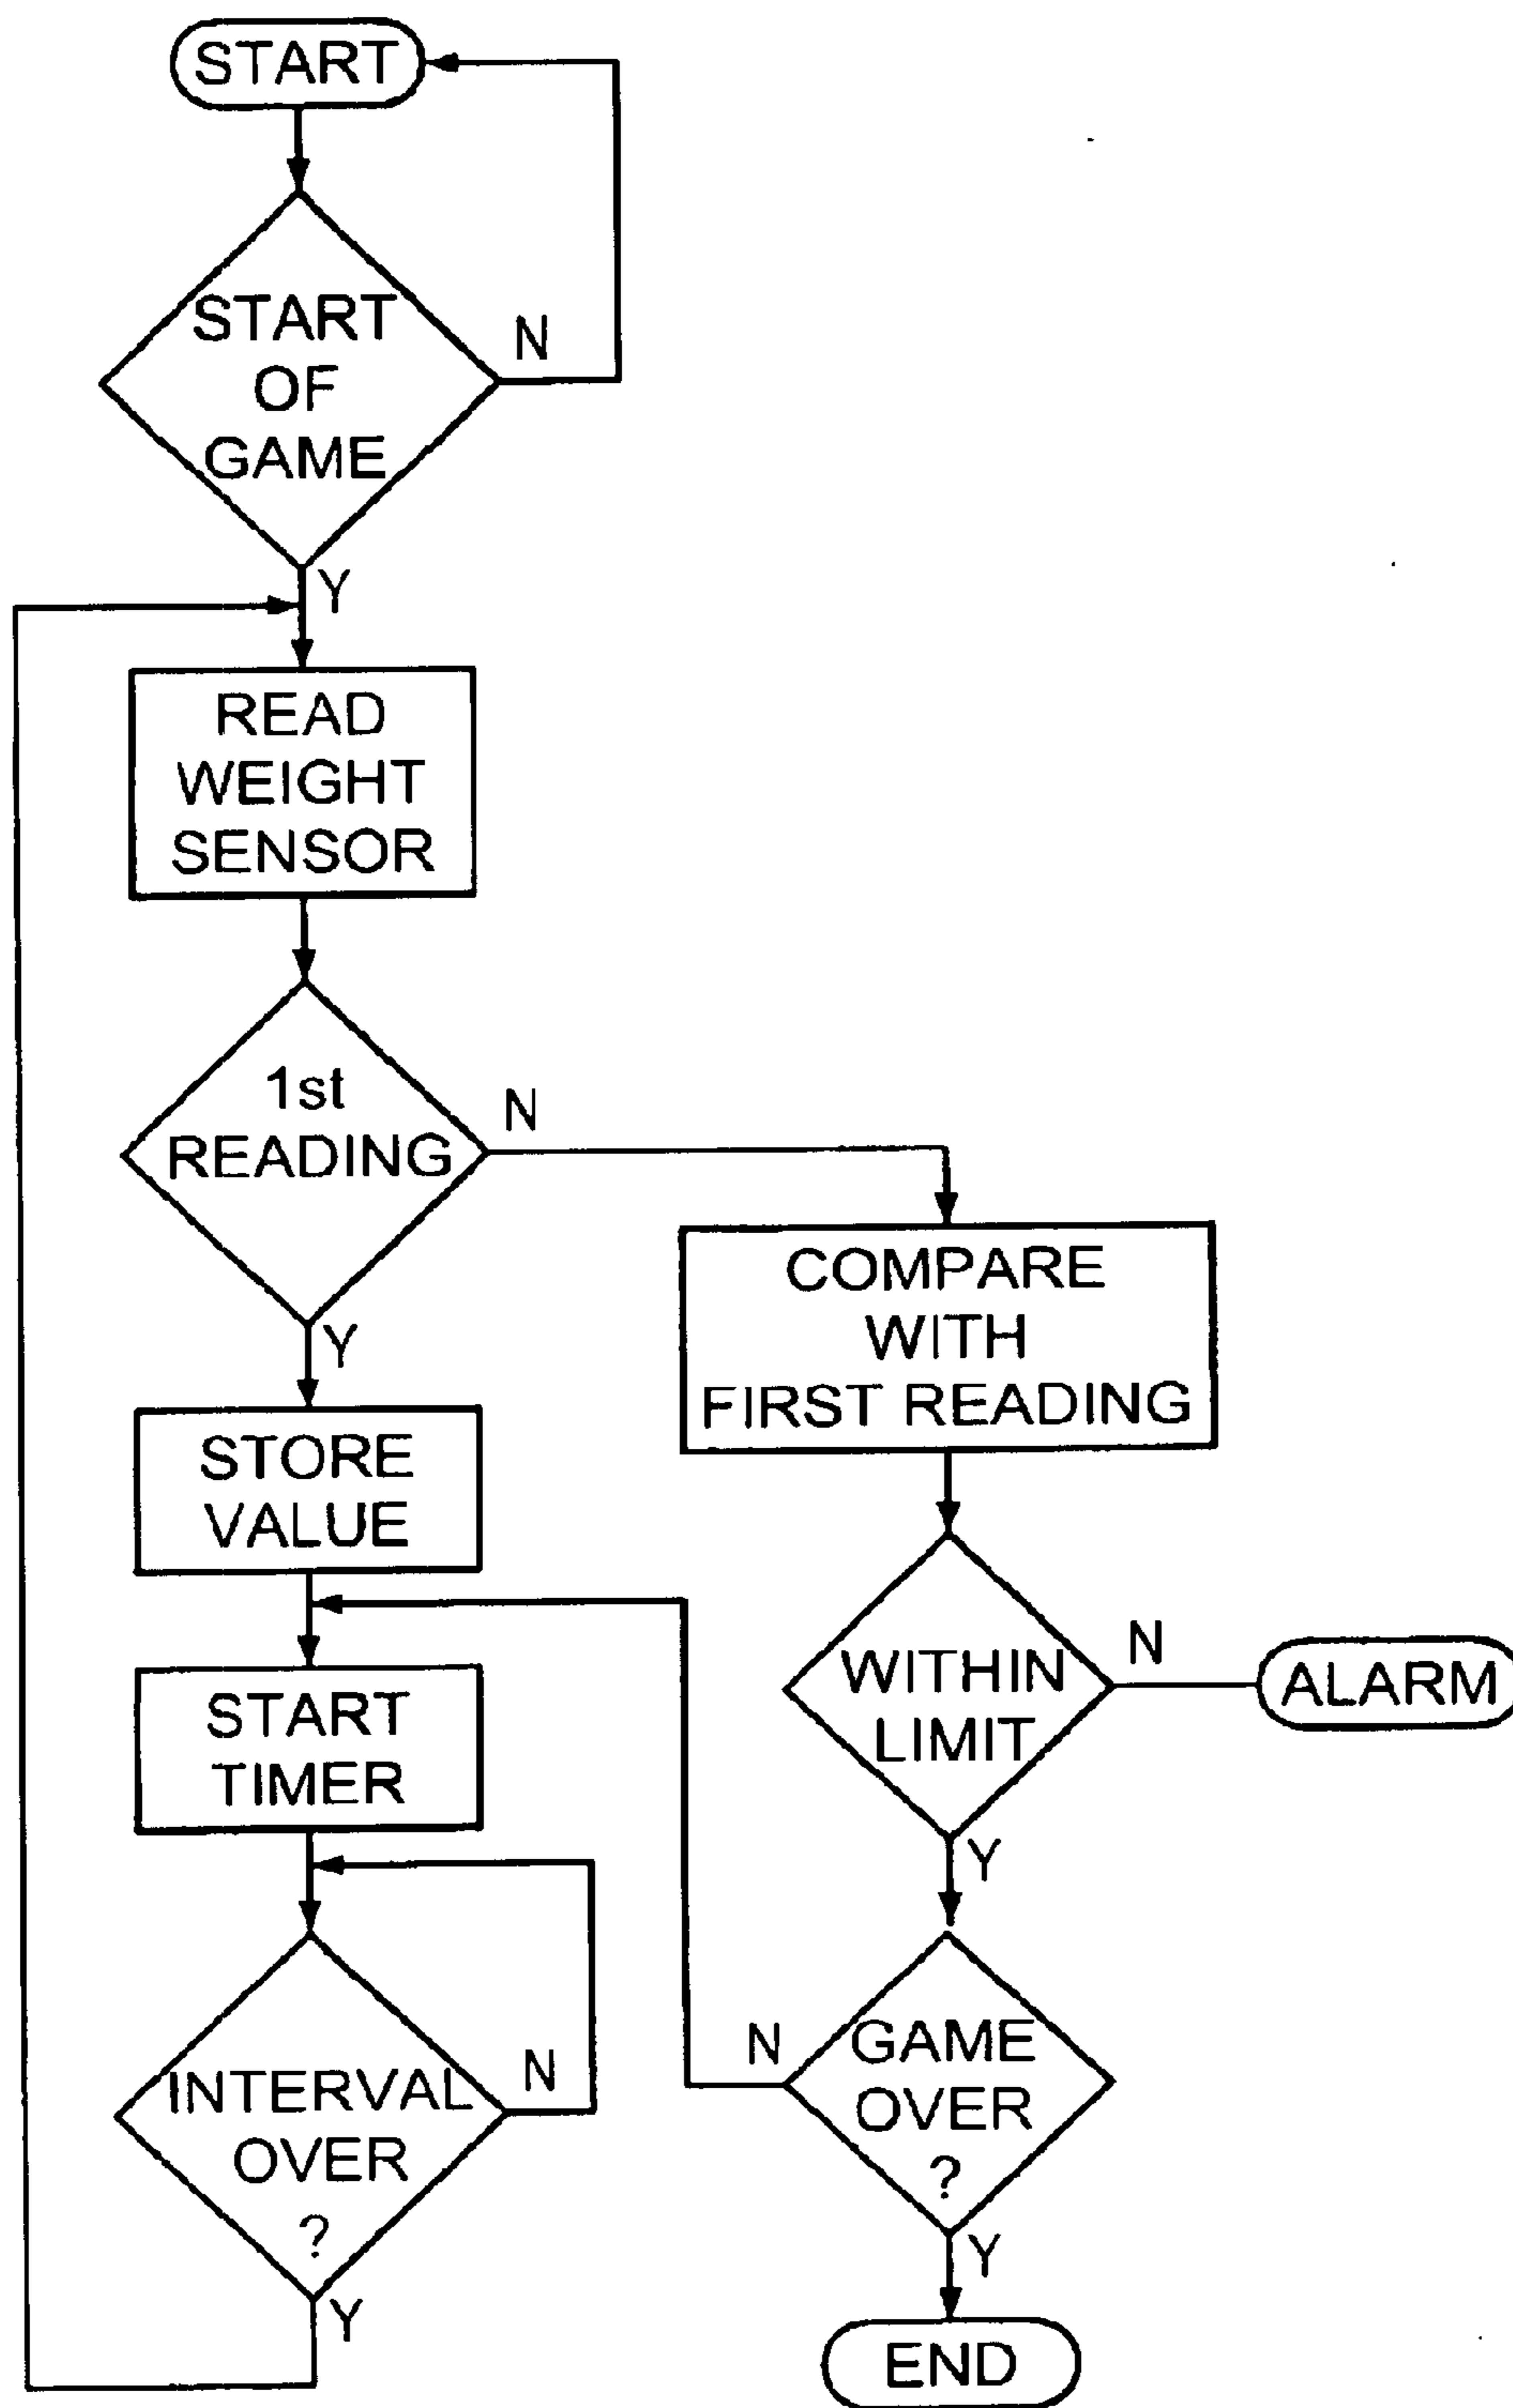 START
START
OF
GAME
N
Y
READ
WEIGHT
SENSOR
1st
READING
N
Y
COMPARE
WITH
FIRST READING
STORE
VALUE
WITHIN
LIMIT
N
ALARM
Y
START
TIMER
INTERVAL
OVER
?
N
Y
GAME
OVER
?
N
Y
END